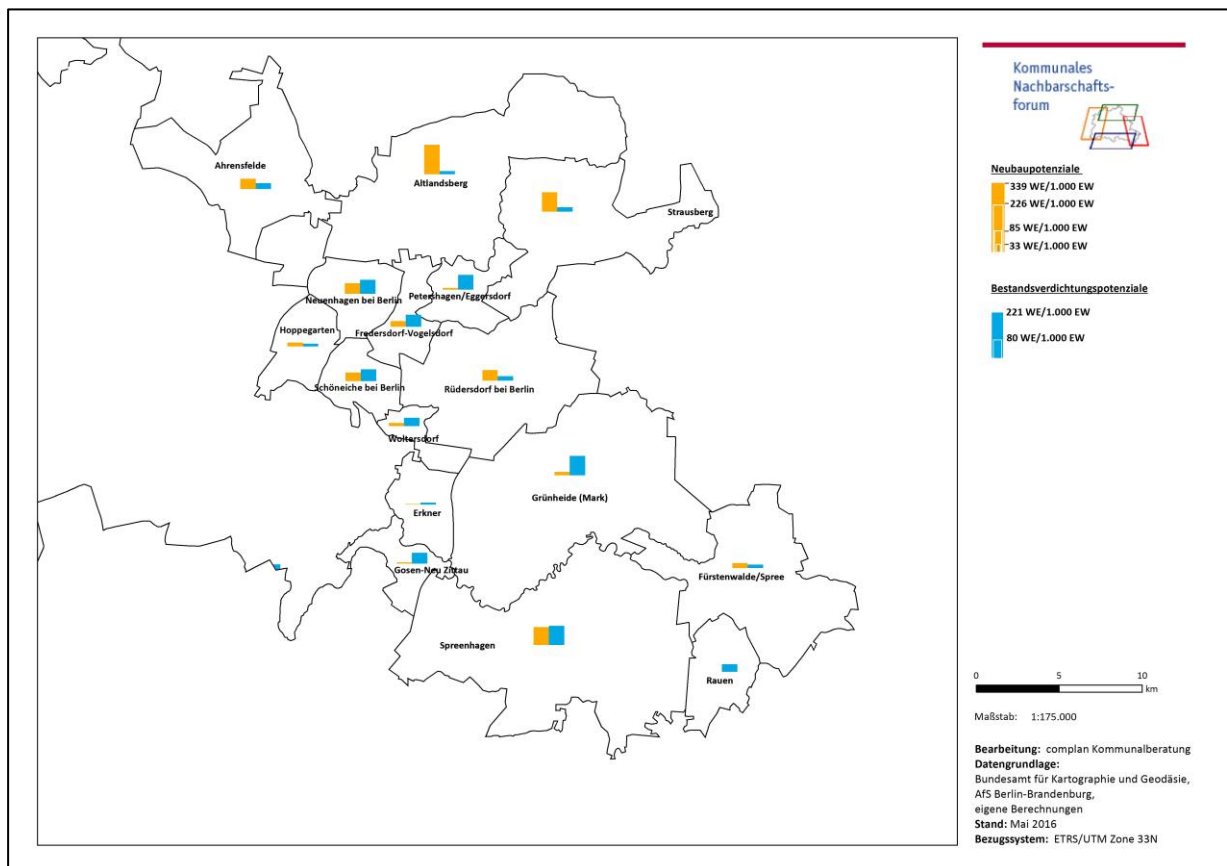 Ahrensfelde
Altlandsberg
Strausberg
Neuenhagen bei Berlin
Petershagen/Eggersdorf
Hoppegarten
Fredersdorf-Vogelsdorf
Schöneiche bei Berlin
Rüdersdorf bei Berlin
Woltersdorf
Grünheide (Mark)
Erkner
Gosen-Neu Zittau
Fürstenwalde/Spree
Spreenhagen
Rauen
Kommunales
Nachbarschafts-
forum
Neubaupotenziale
339 WE/1.000 EW
226 WE/1.000 EW
85 WE/1.000 EW
33 WE/1.000 EW
Bestandsverdichtungspotenziale
221 WE/1.000 EW
80 WE/1.000 EW
0 5 10
km
Maßstab: 1:175.000
Bearbeitung: complan Kommunalberatung
Datengrundlage:
Bundesamt für Kartographie und Geodäsie,
AfS Berlin-Brandenburg,
eigene Berechnungen
Stand: Mai 2016
Bezugssystem: ETRS/UTM Zone 33N